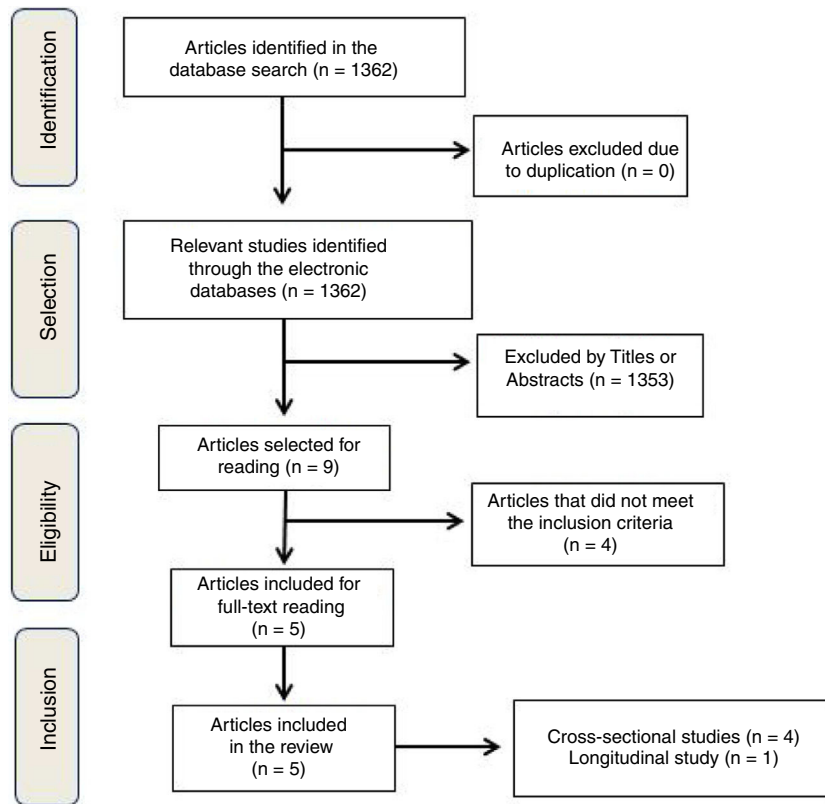 Identification
Articles identified in the
database search (n = 1362)
Articles excluded due
to duplication (n = 0)
Selection
Relevant studies identified
through the electronic
databases (n = 1362)
Excluded by Titles or
Abstracts (n = 1353)
Eligibility
Articles selected for
reading (n = 9)
Articles that did not meet
the inclusion criteria
(n = 4)
Articles included for
full-text reading
(n = 5)
Inclusion
Articles included
in the review
(n = 5)
Cross-sectional studies (n = 4)
Longitudinal study (n = 1)